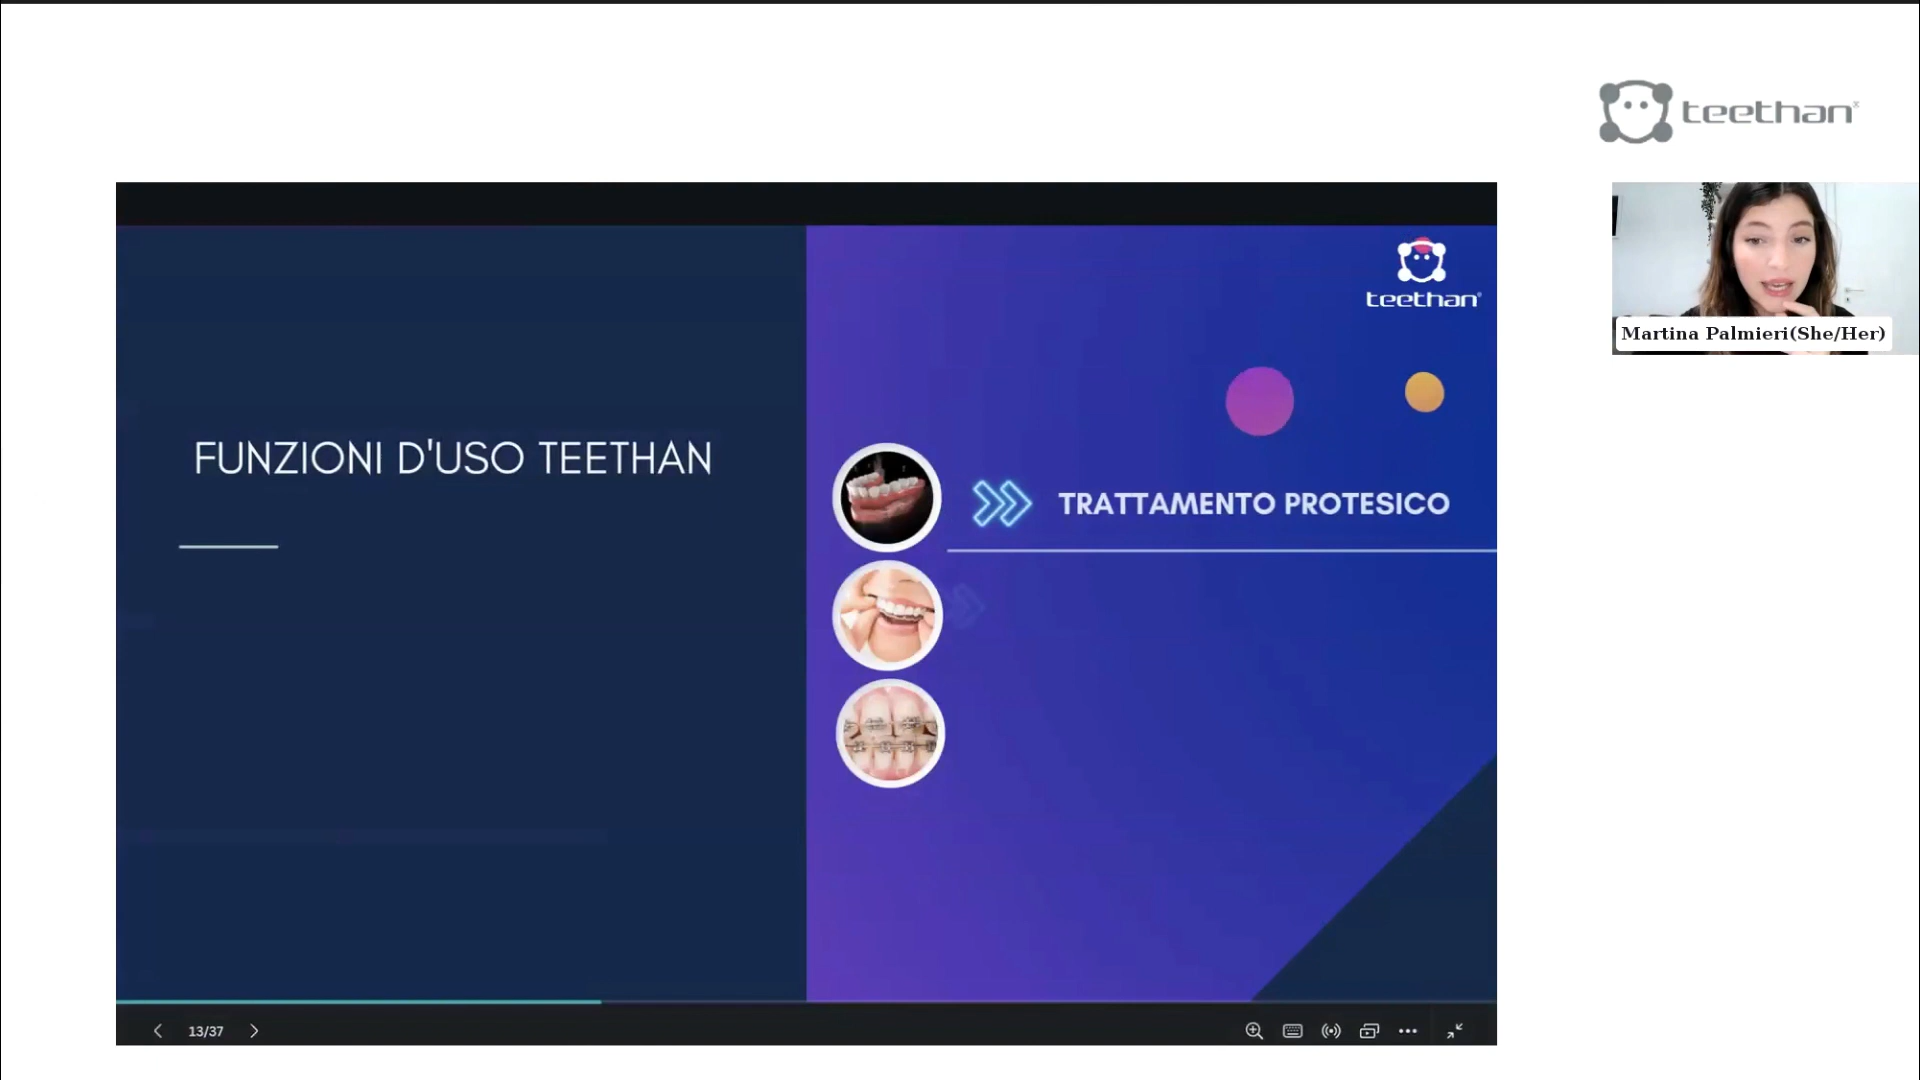 teethan®
teethan®
Martina Palmieri(She/Her)
FUNZIONI D'USO TEETHAN
TRATTAMENTO PROTESICO
13/37